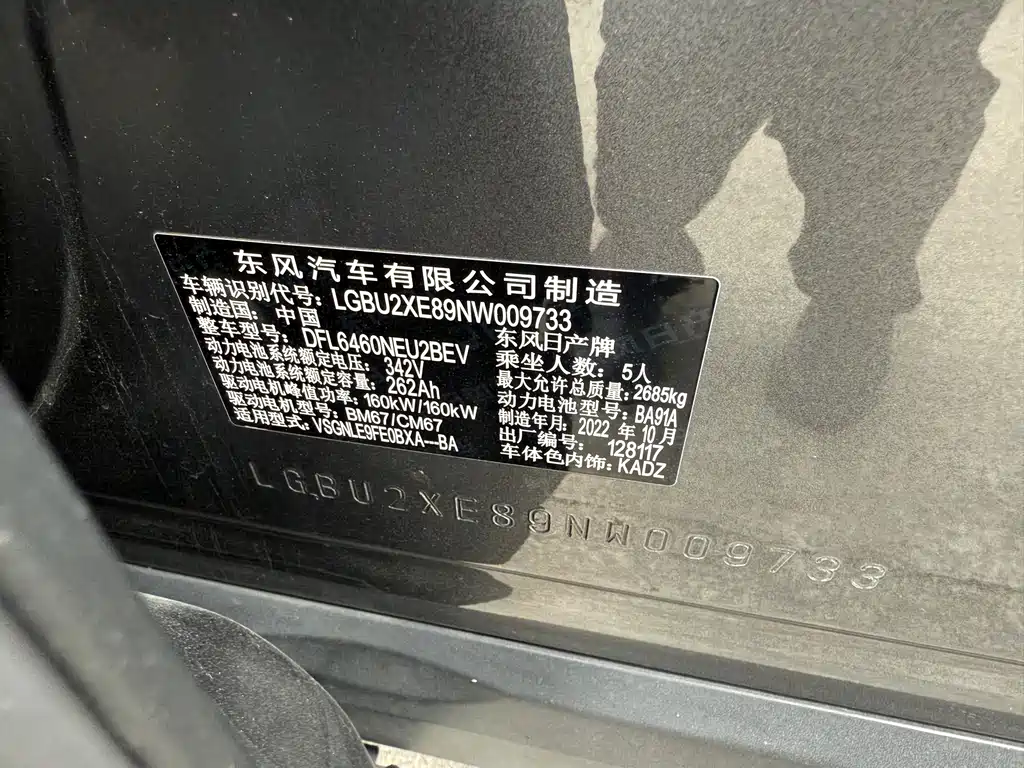 东风汽车有限公司制造
车辆识别代号: LGBU2XE89NW009733
制造国: 中国 东风日产牌
整车型号: DFL6460NEU2BEV 乘坐人数: 5人
动力电池系统额定电压: 342V 最大允许总质量: 2685kg
动力电池系统额定容量: 262Ah 动力电池型号: BA91A
驱动电机峰值功率: 160kW/160kW 制造年月: 2022 年 10 月
驱动电机型号: BM67/CM67 出厂编号: 128117
适用型式: VSGNLE9FE0BXA---BA 车体色内饰: KADZ
LGBU2XE89NW009733